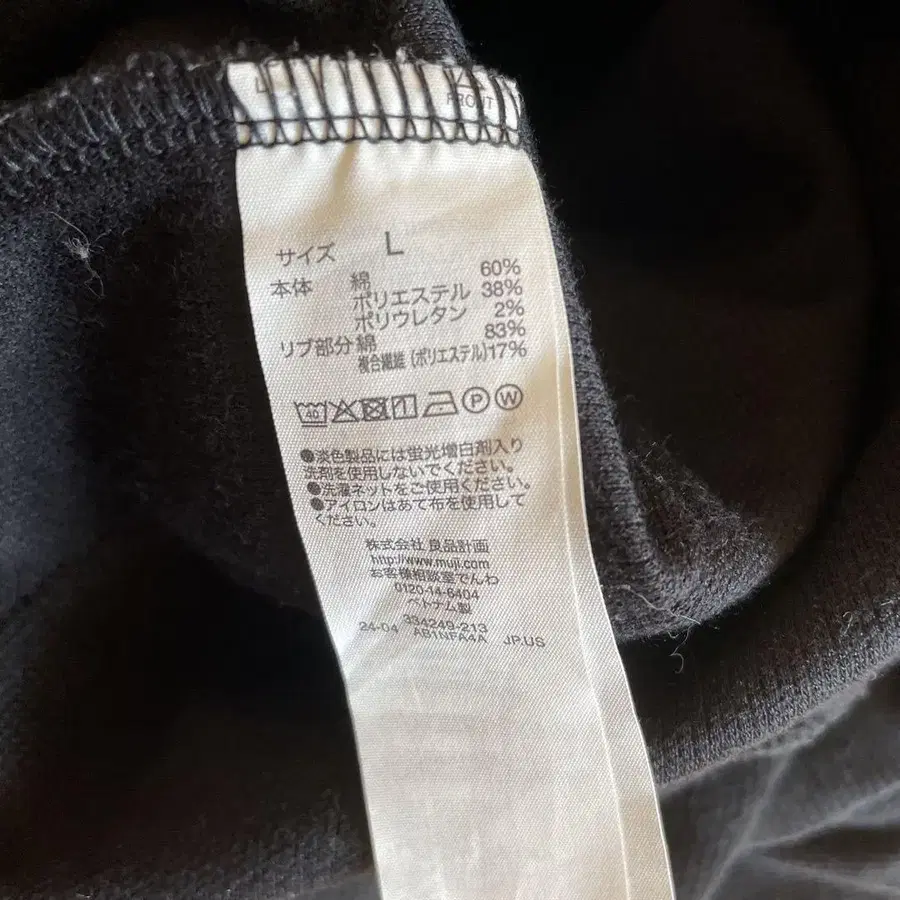 L FRONT
サイズ L
本体 綿 60%
ポリエステル 38%
ポリウレタン 2%
リブ部分 綿 83%
複合繊維 (ポリエステル) 17%
40 P W
●淡色製品には蛍光増白剤入り
洗剤を使用しないでください。
●洗濯ネットをご使用ください。
●アイロンはあて布を使用して
ください。
株式会社 良品計画
http://www.muji.com
お客様相談室でんわ
0120-14-6404
ベトナム製
334249-213
24-04 AB1NFA4A JP.US